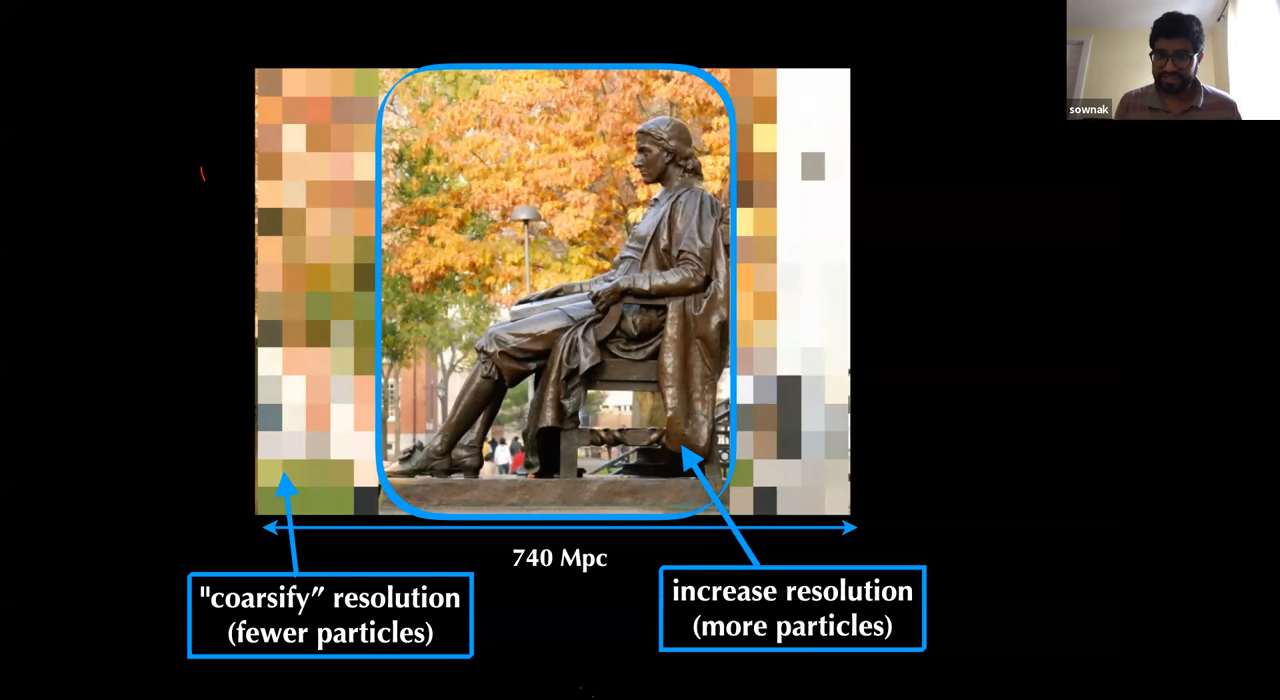 sownak
740 Mpc
"coarsify” resolution
(fewer particles)
increase resolution
(more particles)